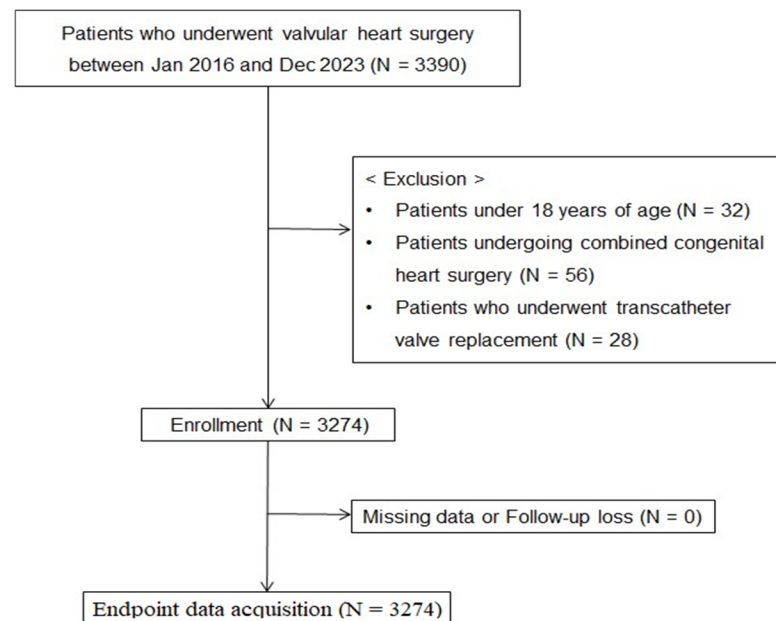 Patients who underwent valvular heart surgery
between Jan 2016 and Dec 2023 (N = 3390)
< Exclusion >
• Patients under 18 years of age (N = 32)
• Patients undergoing combined congenital
heart surgery (N = 56)
• Patients who underwent transcatheter
valve replacement (N = 28)
Enrollment (N = 3274)
Missing data or Follow-up loss (N = 0)
Endpoint data acquisition (N = 3274)